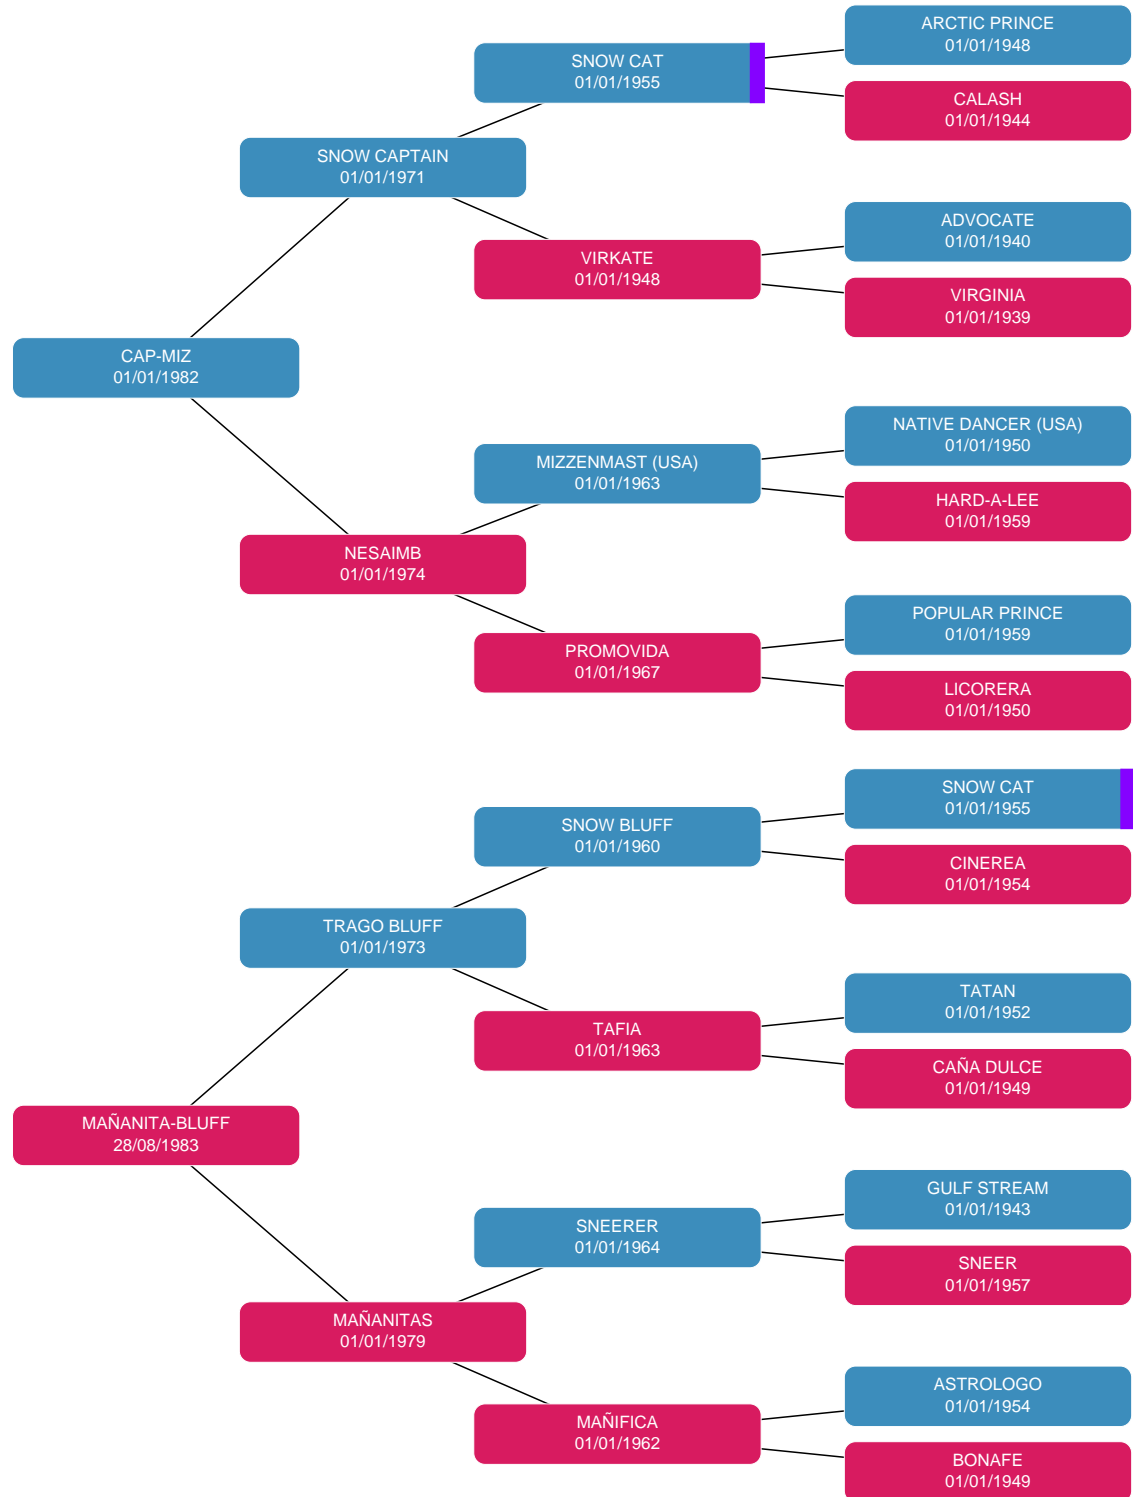 ARCTIC PRINCE
01/01/1948
SNOW CAT
01/01/1955
CALASH
01/01/1944
SNOW CAPTAIN
01/01/1971
ADVOCATE
01/01/1940
VIRKATE
01/01/1948
VIRGINIA
01/01/1939
CAP-MIZ
01/01/1982
NATIVE DANCER (USA)
01/01/1950
MIZZENMAST (USA)
01/01/1963
HARD-A-LEE
01/01/1959
NESAIMB
01/01/1974
POPULAR PRINCE
01/01/1959
PROMOVIDA
01/01/1967
LICORERA
01/01/1950
SNOW CAT
01/01/1955
SNOW BLUFF
01/01/1960
CINEREA
01/01/1954
TRAGO BLUFF
01/01/1973
TATAN
01/01/1952
TAFIA
01/01/1963
CAÑA DULCE
01/01/1949
MAÑANITA-BLUFF
28/08/1983
GULF STREAM
01/01/1943
SNEERER
01/01/1964
SNEER
01/01/1957
MAÑANITAS
01/01/1979
ASTROLOGO
01/01/1954
MAÑIFICA
01/01/1962
BONAFE
01/01/1949